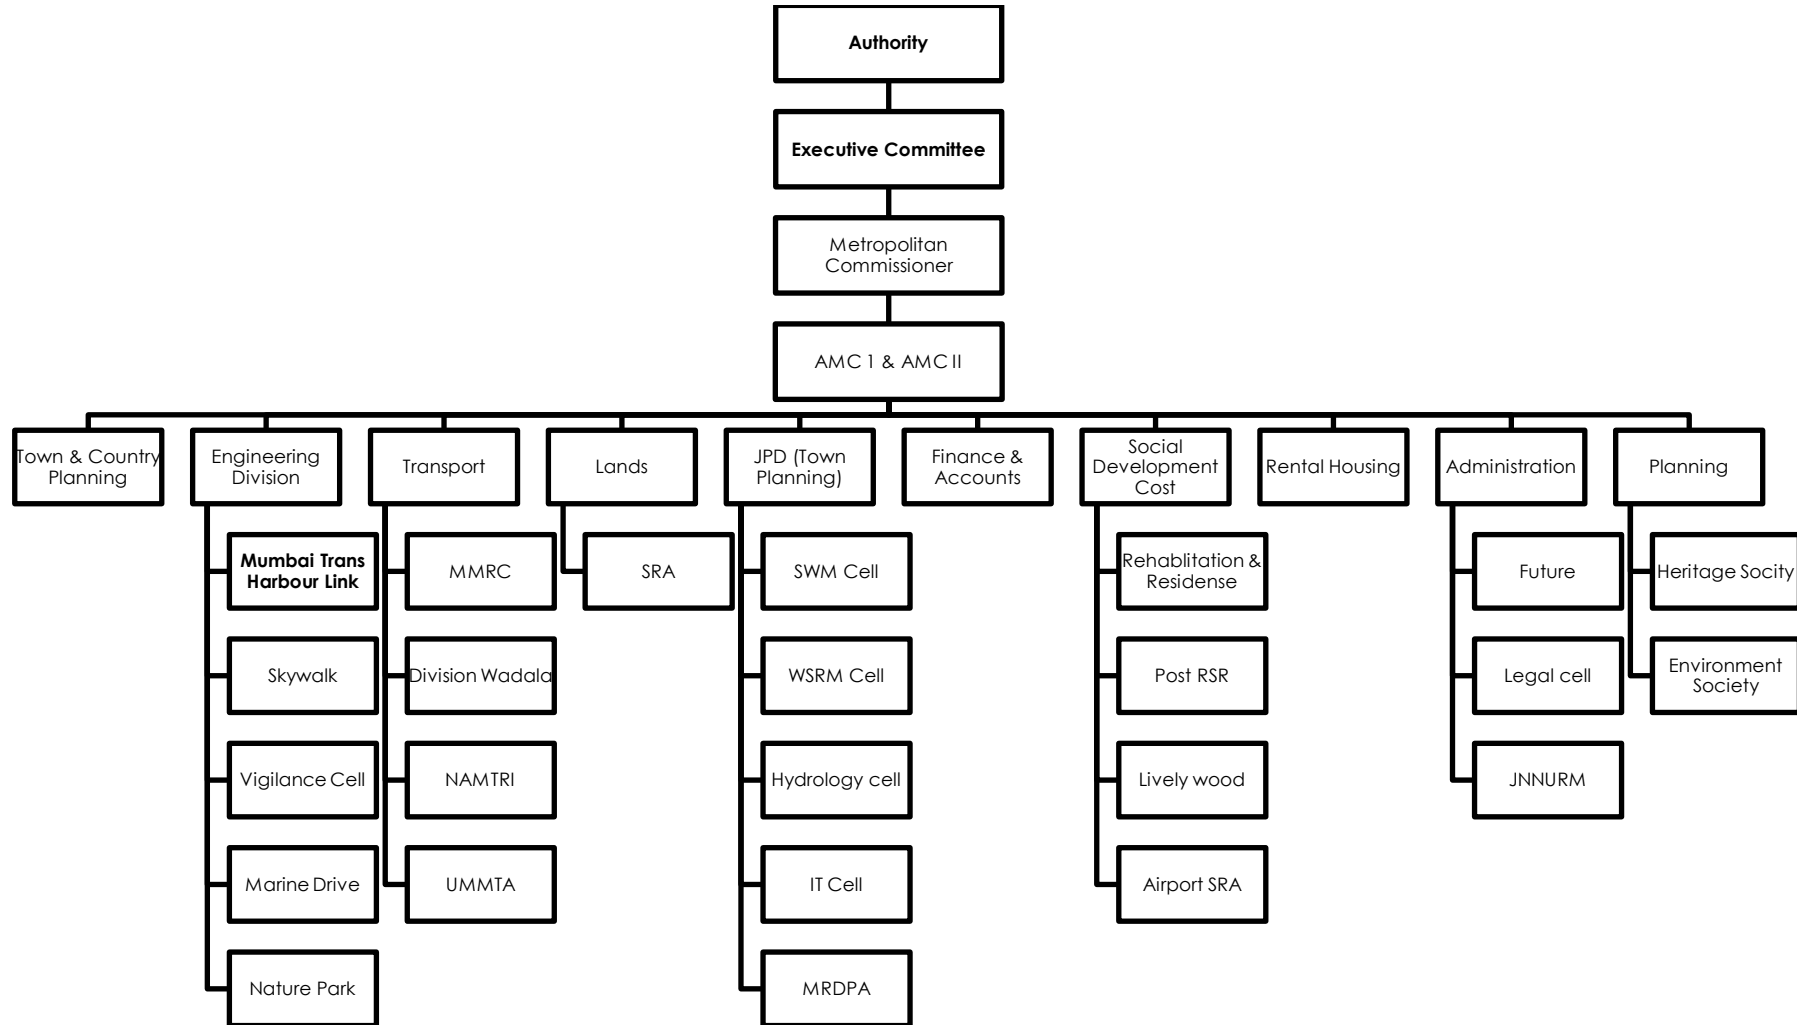 Authority
Executive Committee
Metropolitan
Commissioner
AMC 1 & AMC II
Town & Country
Planning
Engineering
Division
Transport
Lands
JPD (Town
Planning)
Finance &
Accounts
Social
Development
Cost
Rental Housing
Administration
Planning
Mumbai Trans
Harbour Link
Skywalk
Vigilance Cell
Marine Drive
Nature Park
MMRC
Division Wadala
NAMTRI
UMMTA
SRA
SWM Cell
WSRM Cell
Hydrology cell
IT Cell
MRDPA
Rehablitation &
Residense
Post RSR
Lively wood
Airport SRA
Future
Legal cell
JNNURM
Heritage Socity
Environment
Society